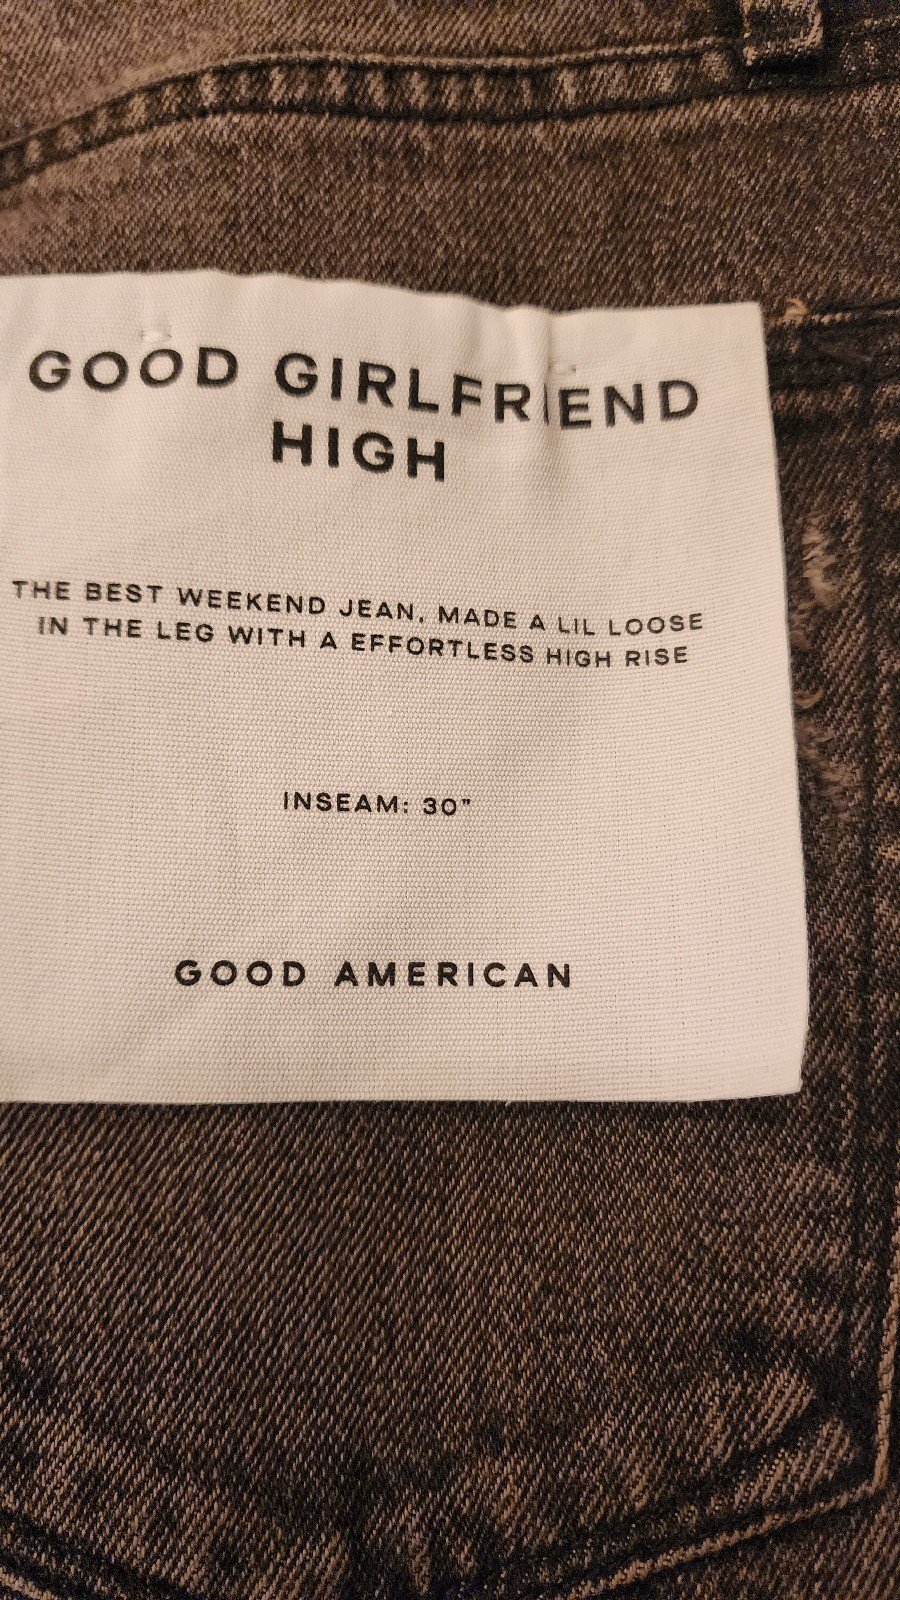 GOOD GIRLFRIEND
HIGH
THE BEST WEEKEND JEAN, MADE A LIL LOOSE
IN THE LEG WITH A EFFORTLESS HIGH RISE
INSEAM: 30"
GOOD AMERICAN